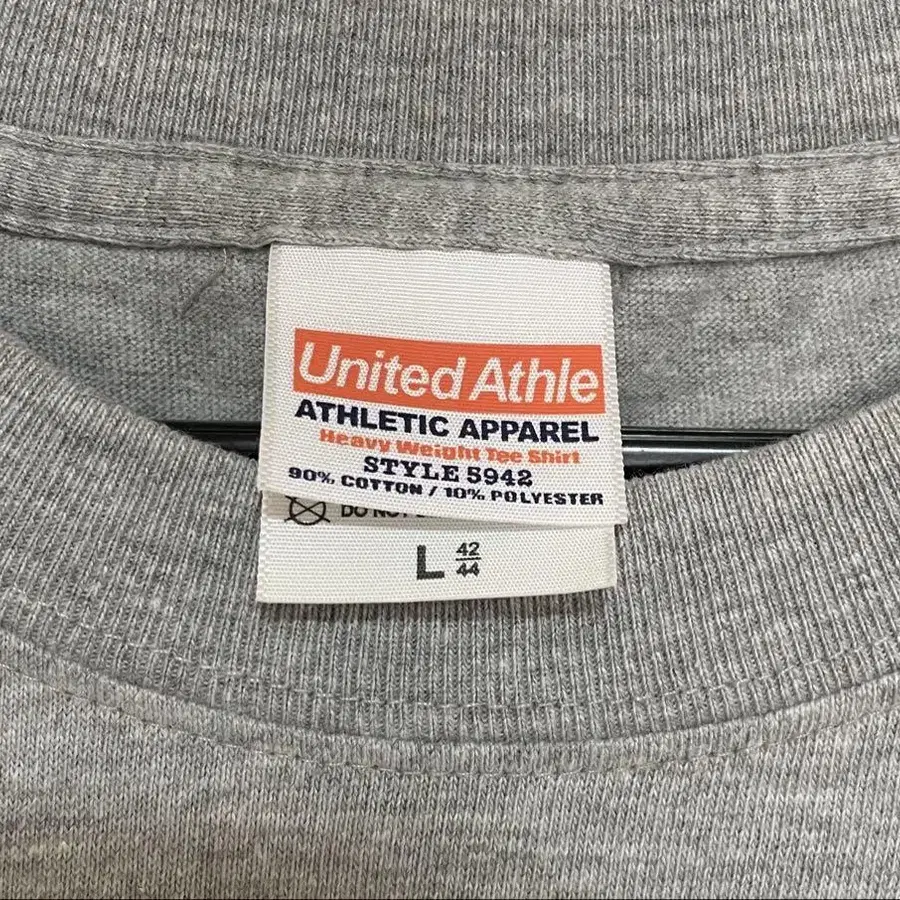 United Athle
ATHLETIC APPAREL
Heavy Weight Tee Shirt
STYLE 5942
90% COTTON / 10% POLYESTER
DO NOT
L 42
44